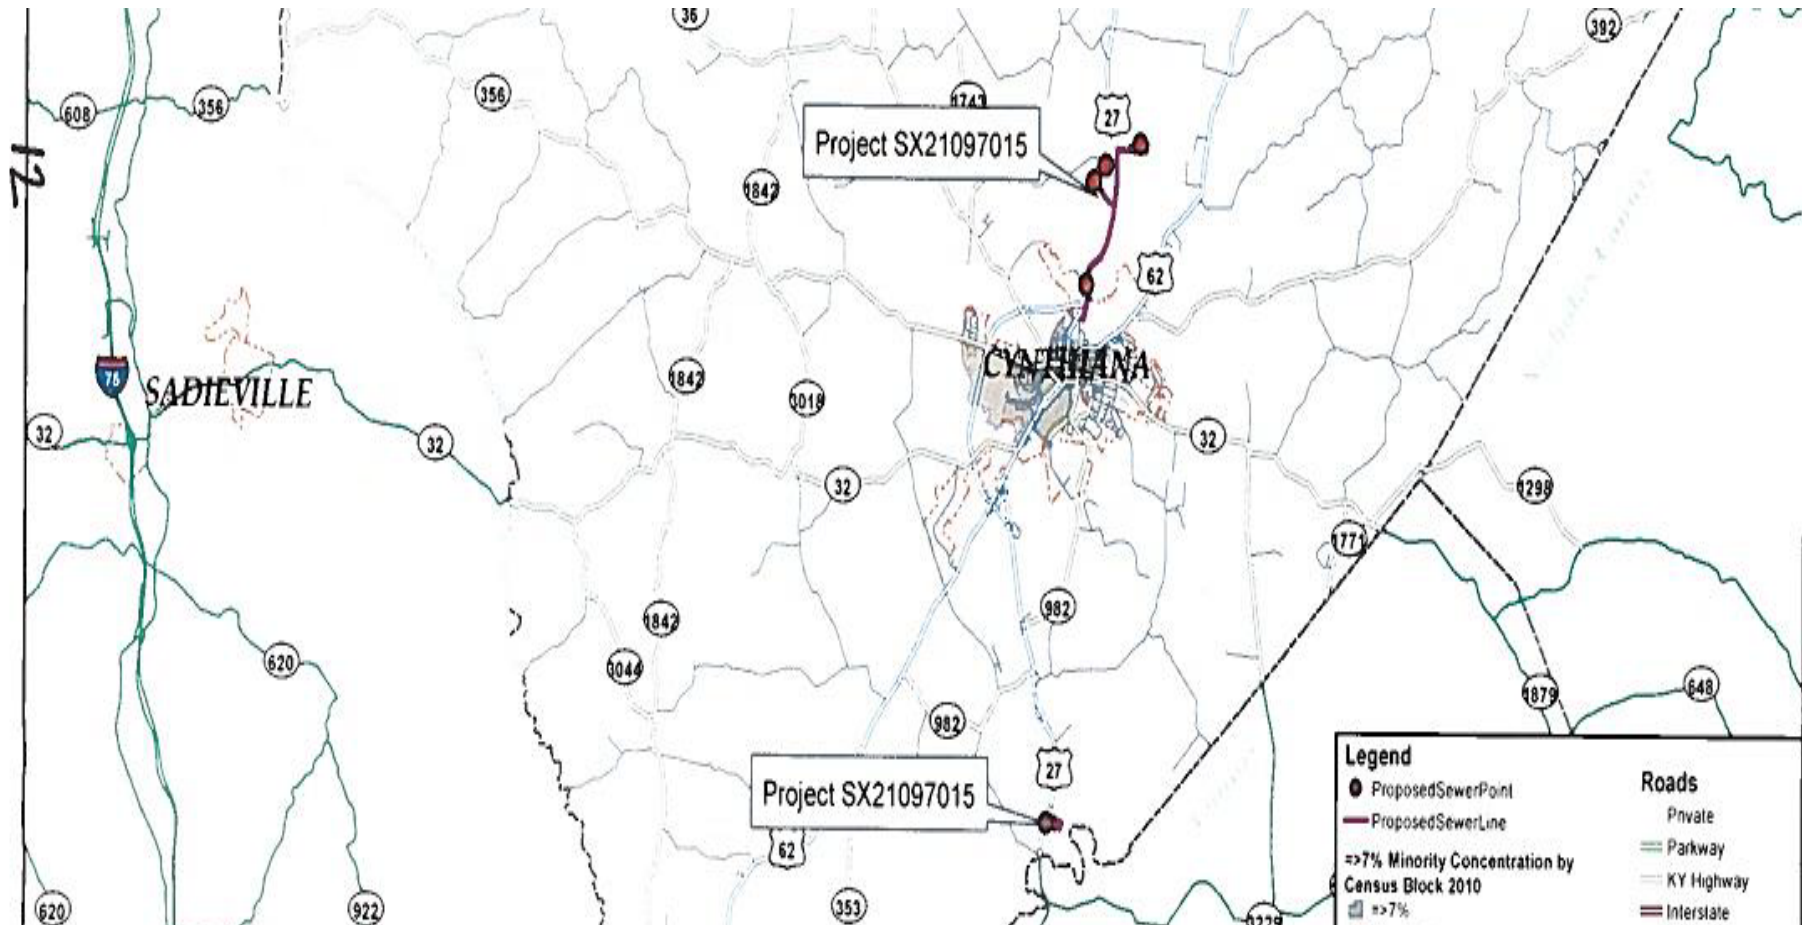 36
392
608
356
356
1743
27
Project SX21097015
1842
62
CYNTHIANA
SADIEVILLE
1842
3018
32
32
32
32
1298
1771
982
1842
620
3044
1879
648
982
27
Project SX21097015
62
620
922
353
Legend
ProposedSewerPoint
ProposedSewerLine
=>7% Minority Concentration by
Census Block 2010
=>7%
Roads
Private
Parkway
KY Highway
Interstate